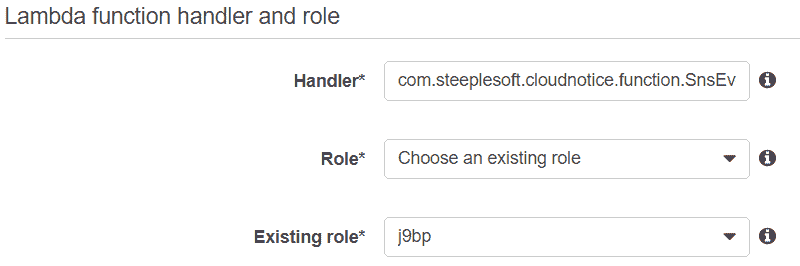 Lambda function handler and role
Handler* com.steeplesoft.cloudnotice.function.SnsEv
Role* Choose an existing role
Existing role* j9bp